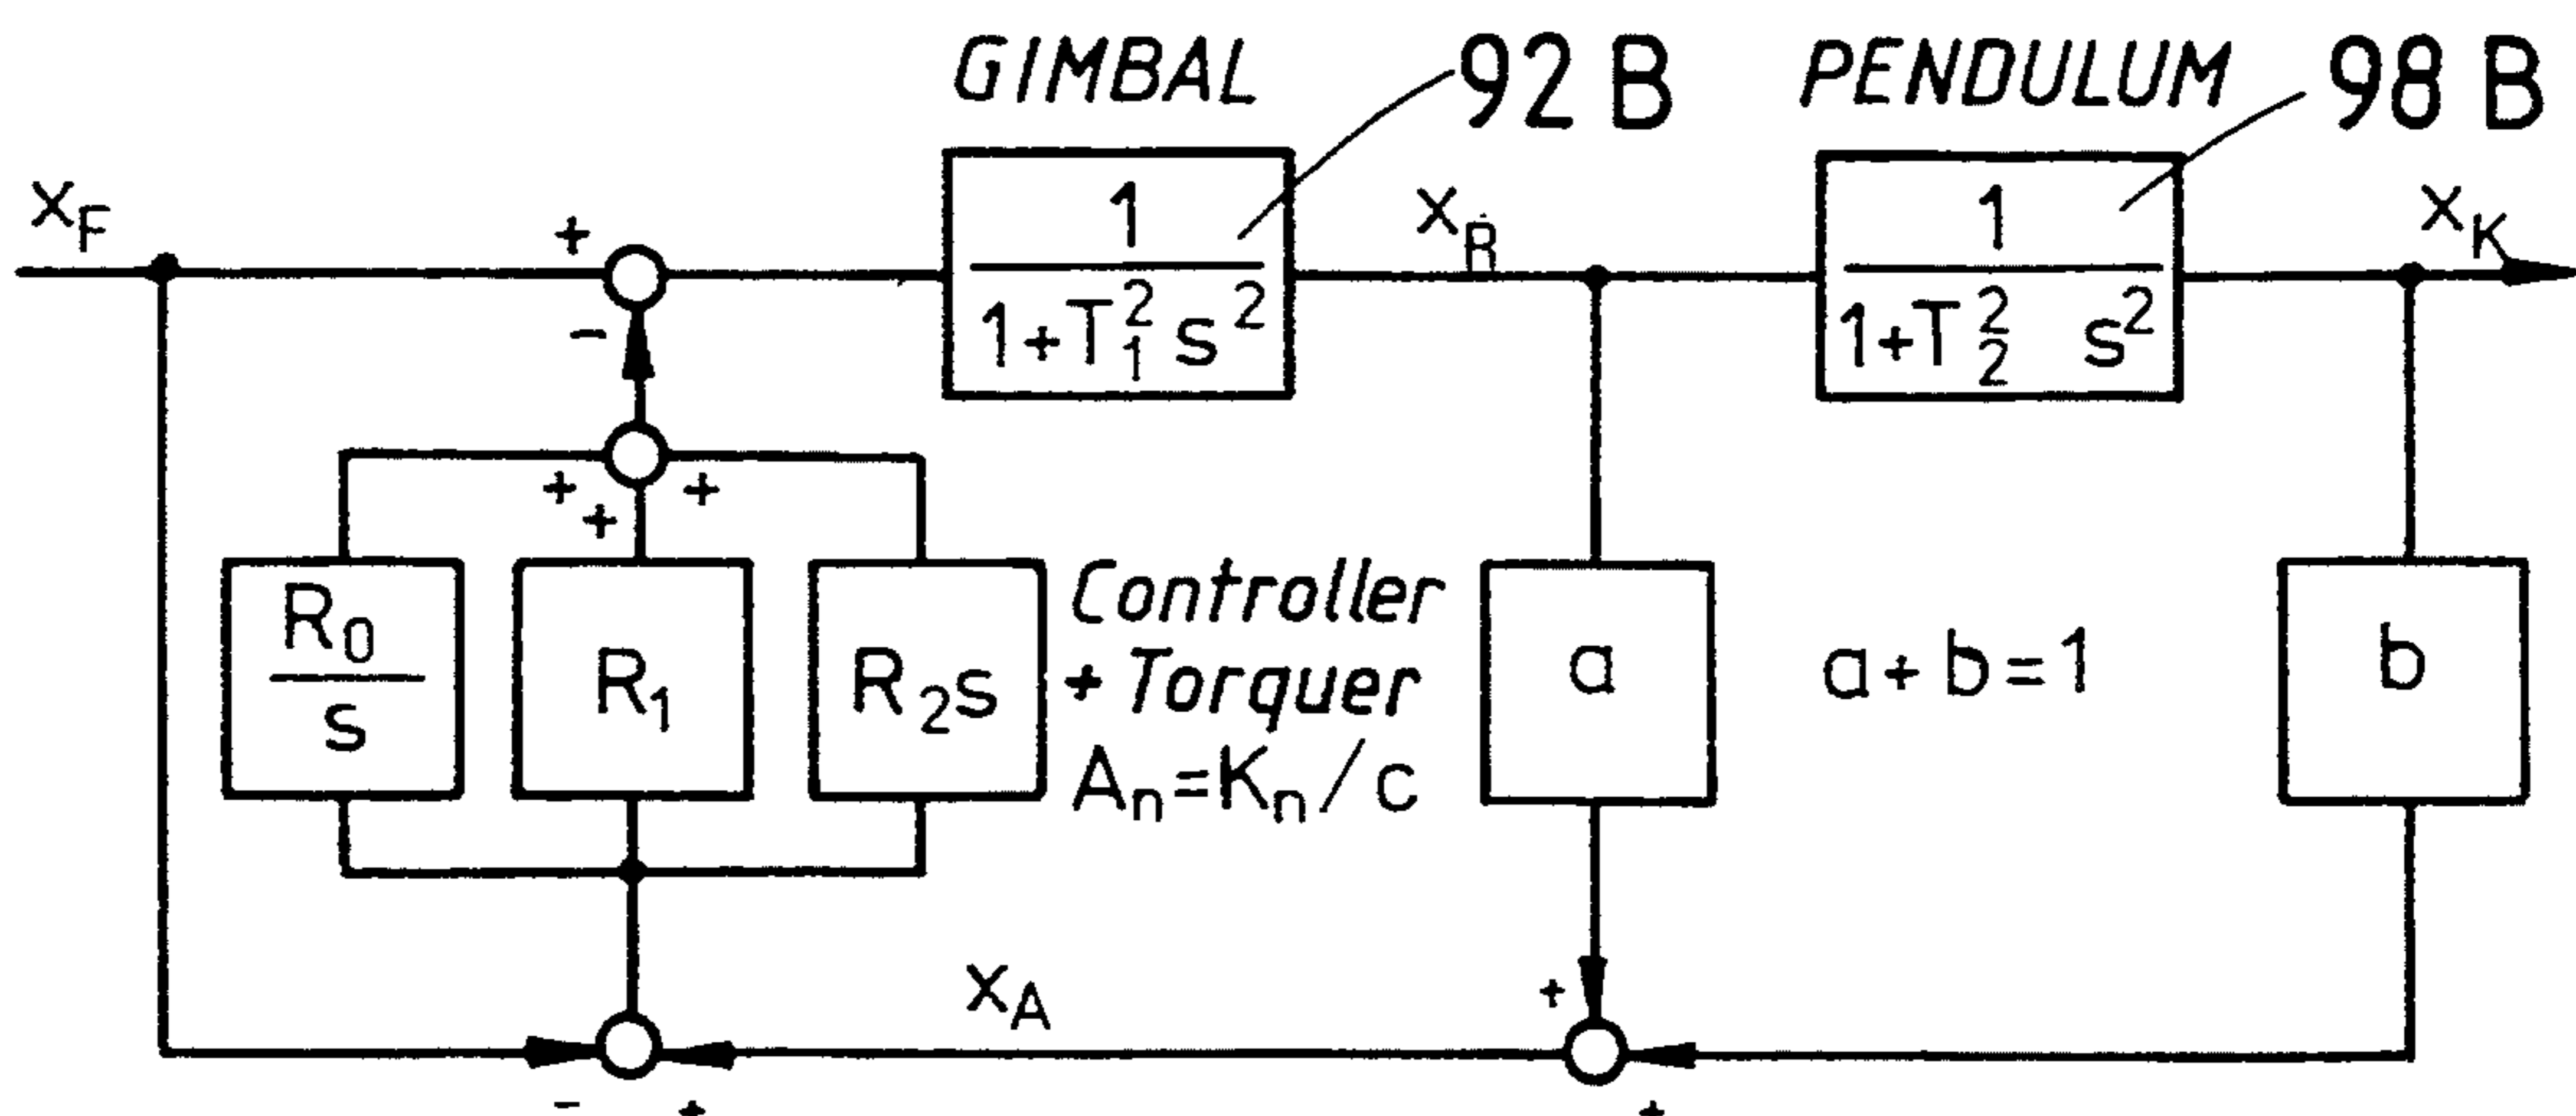 GIMBAL 92 B PENDULUM 98 B
x_F + 1 / 1+T_1^2 s^2 x_R 1 / 1+T_2^2 s^2 x_K
-
+ + +
R_0 / s R_1 R_2 s Controller + Torquer A_n=K_n/c a a+b=1 b
x_A +
- + +